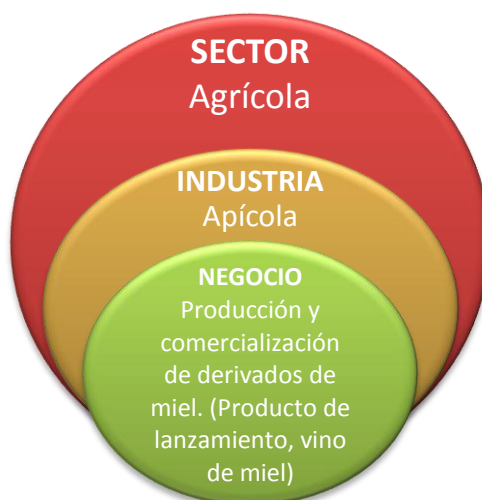 SECTOR
Agrícola
INDUSTRIA
Apícola
NEGOCIO
Producción y
comercialización
de derivados de
miel. (Producto de
lanzamiento, vino
de miel)